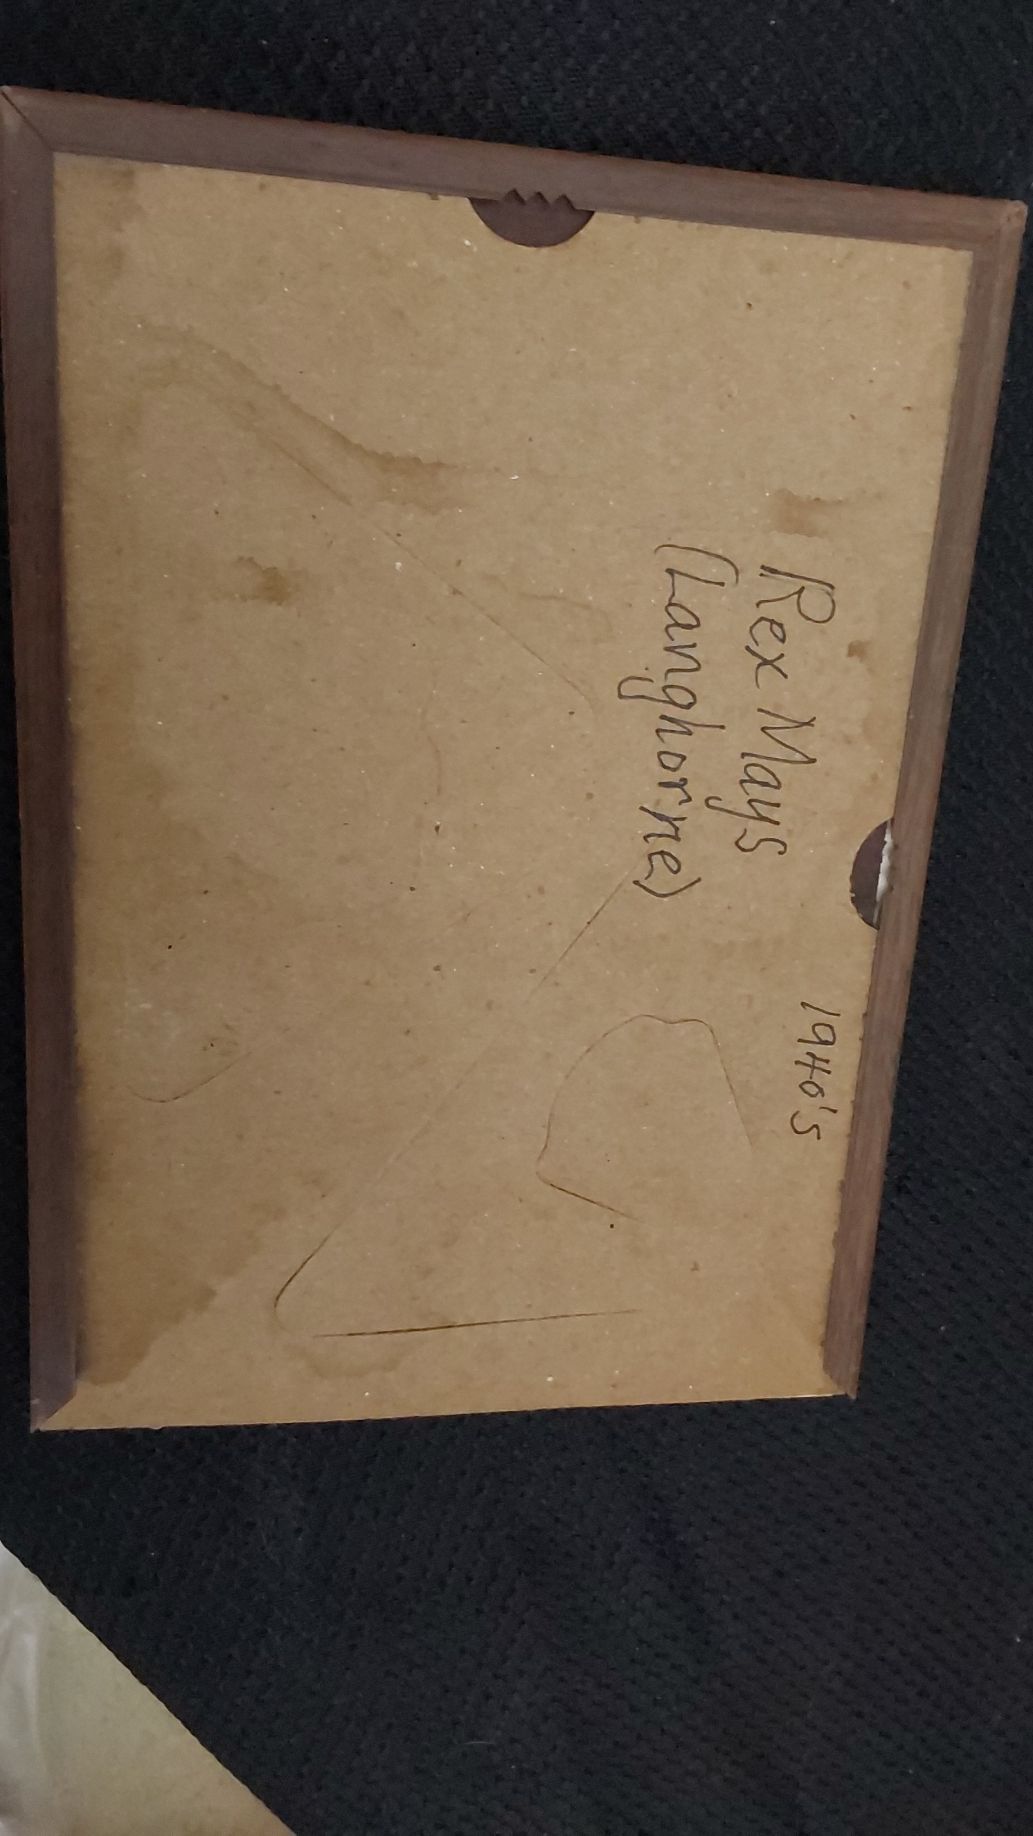 Rex Mays
(Langhorne)
1940's